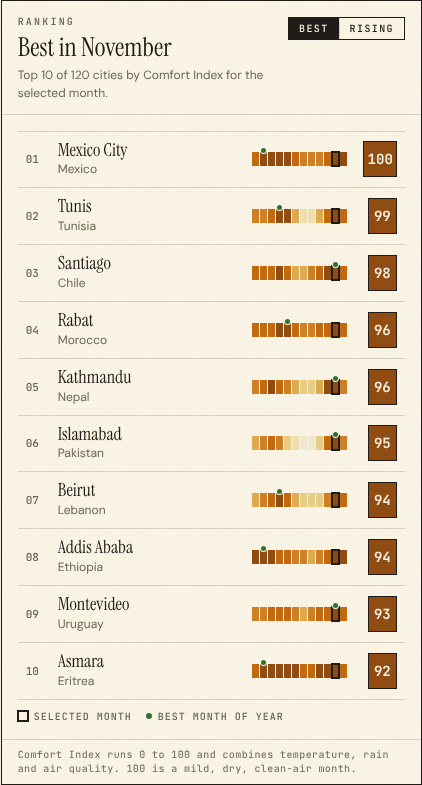 RANKING
Best in November
BEST RISING
Top 10 of 120 cities by Comfort Index for the
selected month.
01 Mexico City 100
Mexico
02 Tunis 99
Tunisia
03 Santiago 98
Chile
04 Rabat 96
Morocco
05 Kathmandu 96
Nepal
06 Islamabad 95
Pakistan
07 Beirut 94
Lebanon
08 Addis Ababa 94
Ethiopia
09 Montevideo 93
Uruguay
10 Asmara 92
Eritrea
SELECTED MONTH BEST MONTH OF YEAR
Comfort Index runs 0 to 100 and combines temperature, rain
and air quality. 100 is a mild, dry, clean-air month.